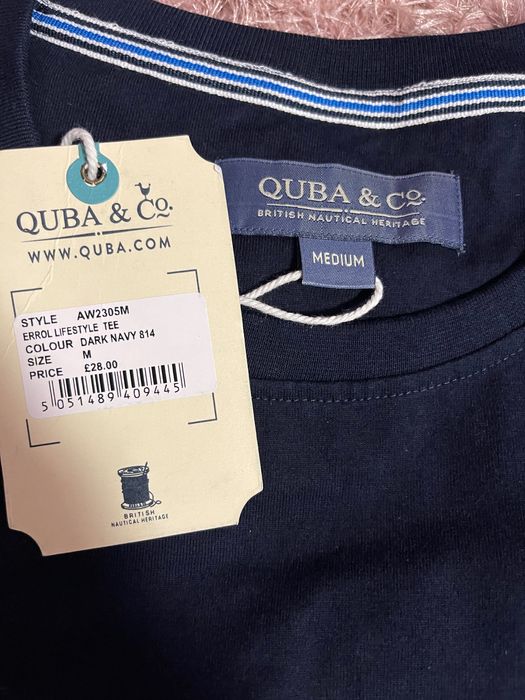 QUBA & Co.
WWW.QUBA.COM
STYLE AW2305M
ERROL LIFESTYLE TEE
COLOUR DARK NAVY 814
SIZE M
PRICE £28.00
5 051489 409445
BRITISH
NAUTICAL HERITAGE
QUBA & Co.
BRITISH NAUTICAL HERITAGE
MEDIUM